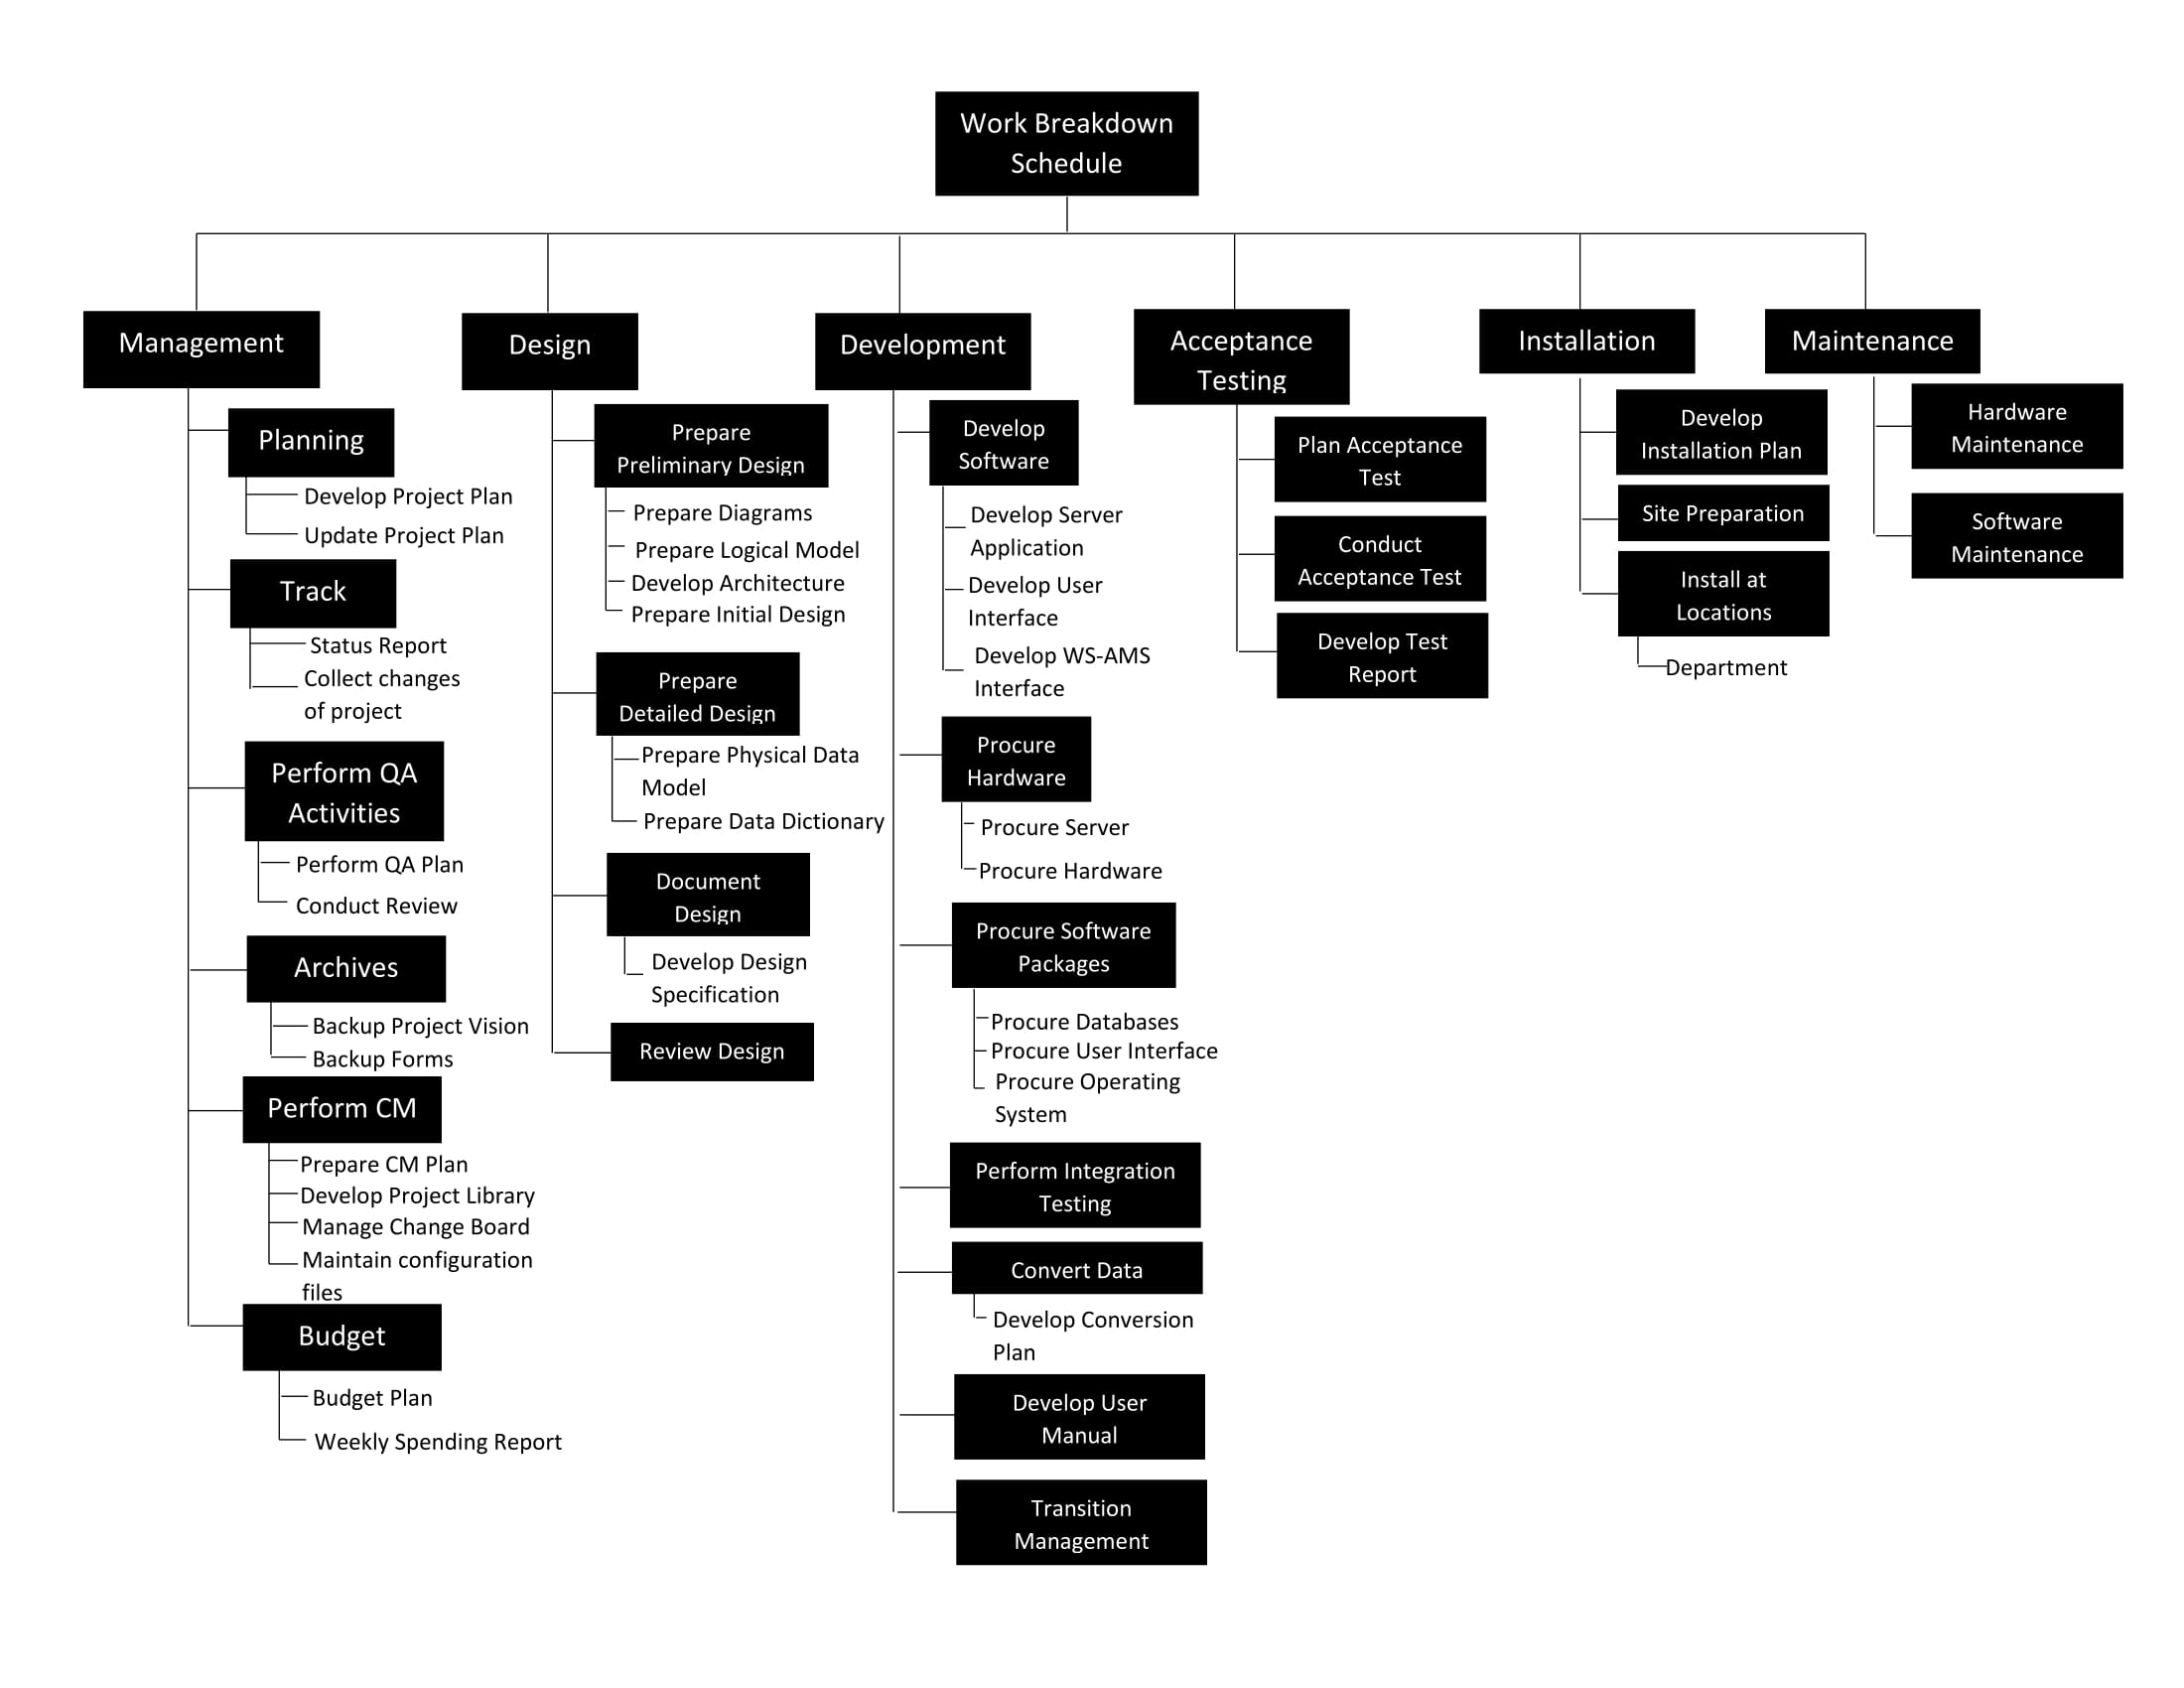 Work Breakdown
Schedule
Management
Planning
Develop Project Plan
Update Project Plan
Track
Status Report
Collect changes
of project
Perform QA
Activities
Perform QA Plan
Conduct Review
Archives
Backup Project Vision
Backup Forms
Perform CM
Prepare CM Plan
Develop Project Library
Manage Change Board
Maintain configuration
files
Budget
Budget Plan
Weekly Spending Report
Design
Prepare
Preliminary Design
Prepare Diagrams
Prepare Logical Model
Develop Architecture
Prepare Initial Design
Prepare
Detailed Design
Prepare Physical Data
Model
Prepare Data Dictionary
Document
Design
Develop Design
Specification
Review Design
Development
Develop
Software
Develop Server
Application
Develop User
Interface
Develop WS-AMS
Interface
Procure
Hardware
Procure Server
Procure Hardware
Procure Software
Packages
Procure Databases
Procure User Interface
Procure Operating
System
Perform Integration
Testing
Convert Data
Develop Conversion
Plan
Develop User
Manual
Transition
Management
Acceptance
Testing
Plan Acceptance
Test
Conduct
Acceptance Test
Develop Test
Report
Installation
Develop
Installation Plan
Site Preparation
Install at
Locations
Department
Maintenance
Hardware
Maintenance
Software
Maintenance